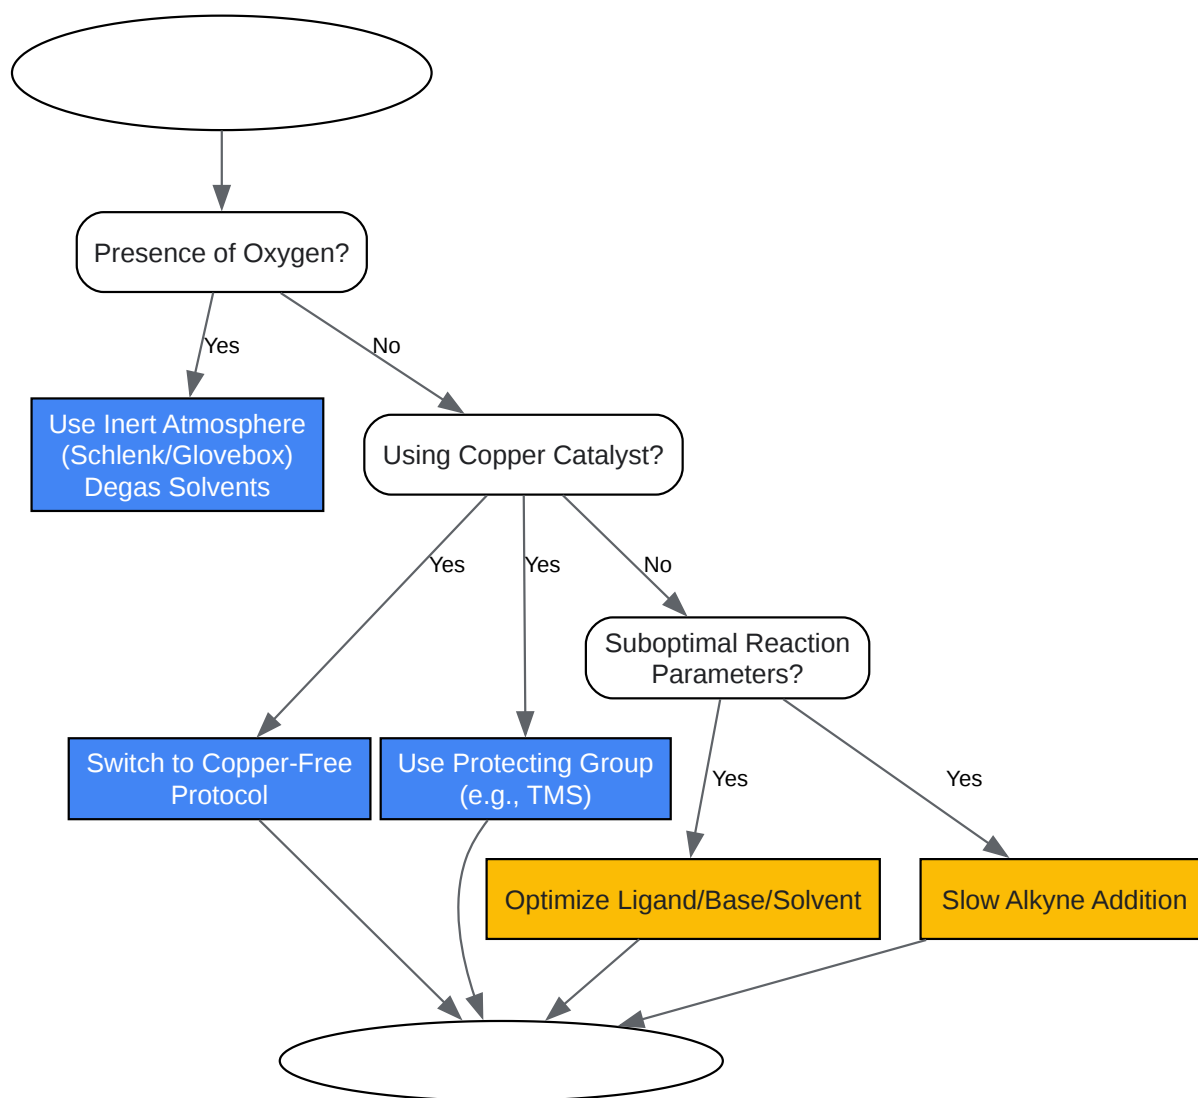 Presence of Oxygen?
Yes
No
Use Inert Atmosphere
(Schlenk/Glovebox)
Degas Solvents
Using Copper Catalyst?
Yes
Yes
No
Suboptimal Reaction
Parameters?
Switch to Copper-Free
Protocol
Use Protecting Group
(e.g., TMS)
Yes
Yes
Optimize Ligand/Base/Solvent
Slow Alkyne Addition